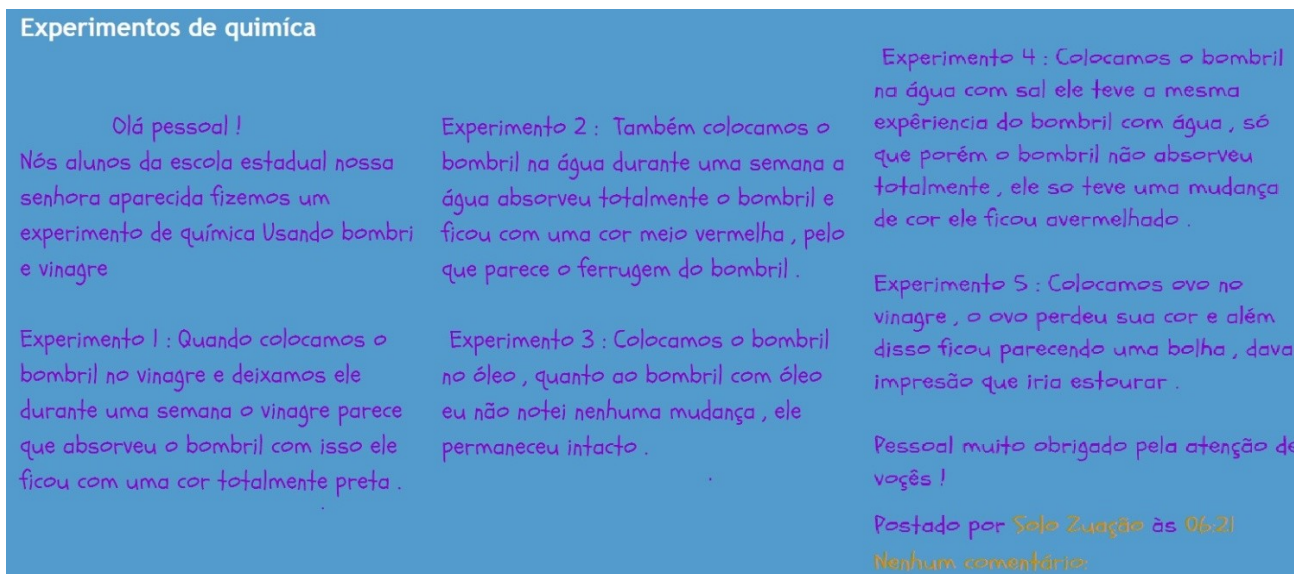 Experimentos de quimíca
Olá pessoal !
Nós alunos da escola estadual nossa
senhora aparecida fizemos um
experimento de química Usando bombri
e vinagre
Experimento 1 : Quando colocamos o
bombril no vinagre e deixamos ele
durante uma semana o vinagre parece
que absorveu o bombril com isso ele
ficou com uma cor totalmente preta .
Experimento 2 : Também colocamos o
bombril na água durante uma semana a
água absorveu totalmente o bombril e
ficou com uma cor meio vermelha , pelo
que parece o ferrugem do bombril .
Experimento 3 : Colocamos o bombril
no óleo , quanto ao bombril com óleo
eu não notei nenhuma mudança , ele
permaneceu intacto .
Experimento 4 : Colocamos o bombril
na água com sal ele teve a mesma
expêriencia do bombril com água , só
que porém o bombril não absorveu
totalmente , ele so teve uma mudança
de cor ele ficou avermelhado .
Experimento 5 : Colocamos ovo no
vinagre , o ovo perdeu sua cor e além
disso ficou parecendo uma bolha , dava
impressão que iria estourar .
Pessoal muito obrigado pela atenção de
voçês !
Postado por Solo Zuação às 06:21
Nenhum comentário: